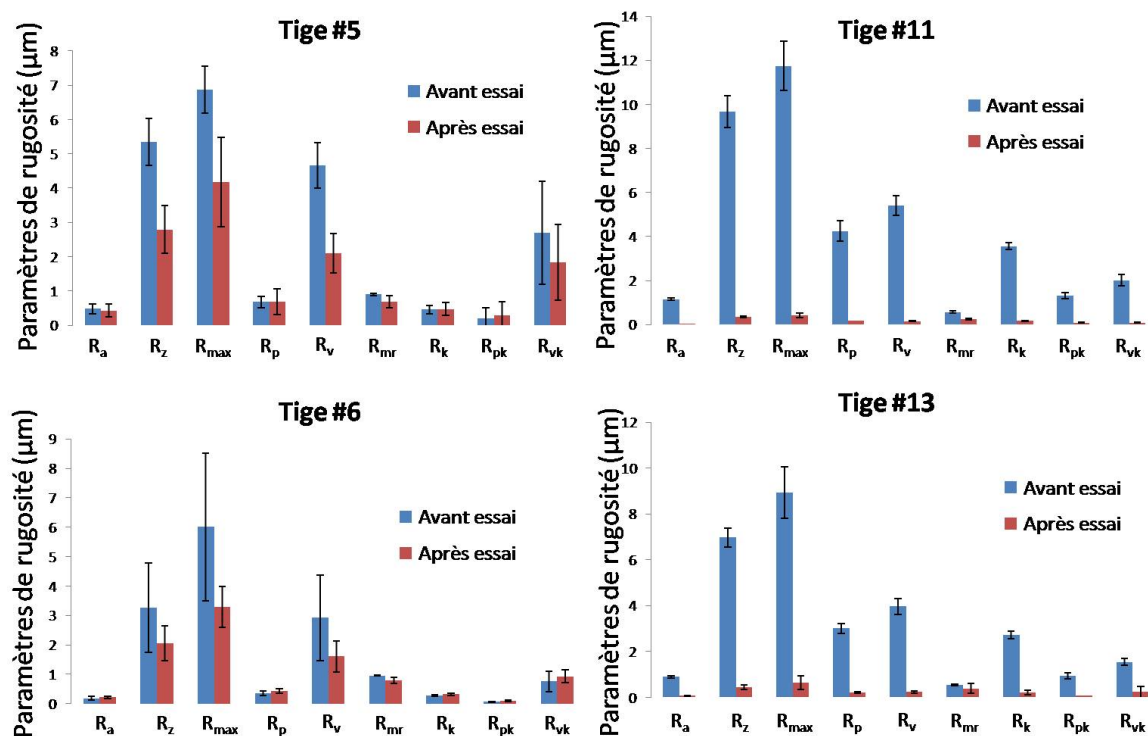 Tige #5
Paramètres de rugosité (µm)
8
7
6
5
4
3
2
1
0
Avant essai
Après essai
Ra Rz Rmax Rp Rv Rmr Rk Rpk Rvk
Tige #11
Paramètres de rugosité (µm)
14
12
10
8
6
4
2
0
Avant essai
Après essai
Ra Rz Rmax Rp Rv Rmr Rk Rpk Rvk
Tige #6
Paramètres de rugosité (µm)
9
8
7
6
5
4
3
2
1
0
Avant essai
Après essai
Ra Rz Rmax Rp Rv Rmr Rk Rpk Rvk
Tige #13
Paramètres de rugosité (µm)
12
10
8
6
4
2
0
Avant essai
Après essai
Ra Rz Rmax Rp Rv Rmr Rk Rpk Rvk